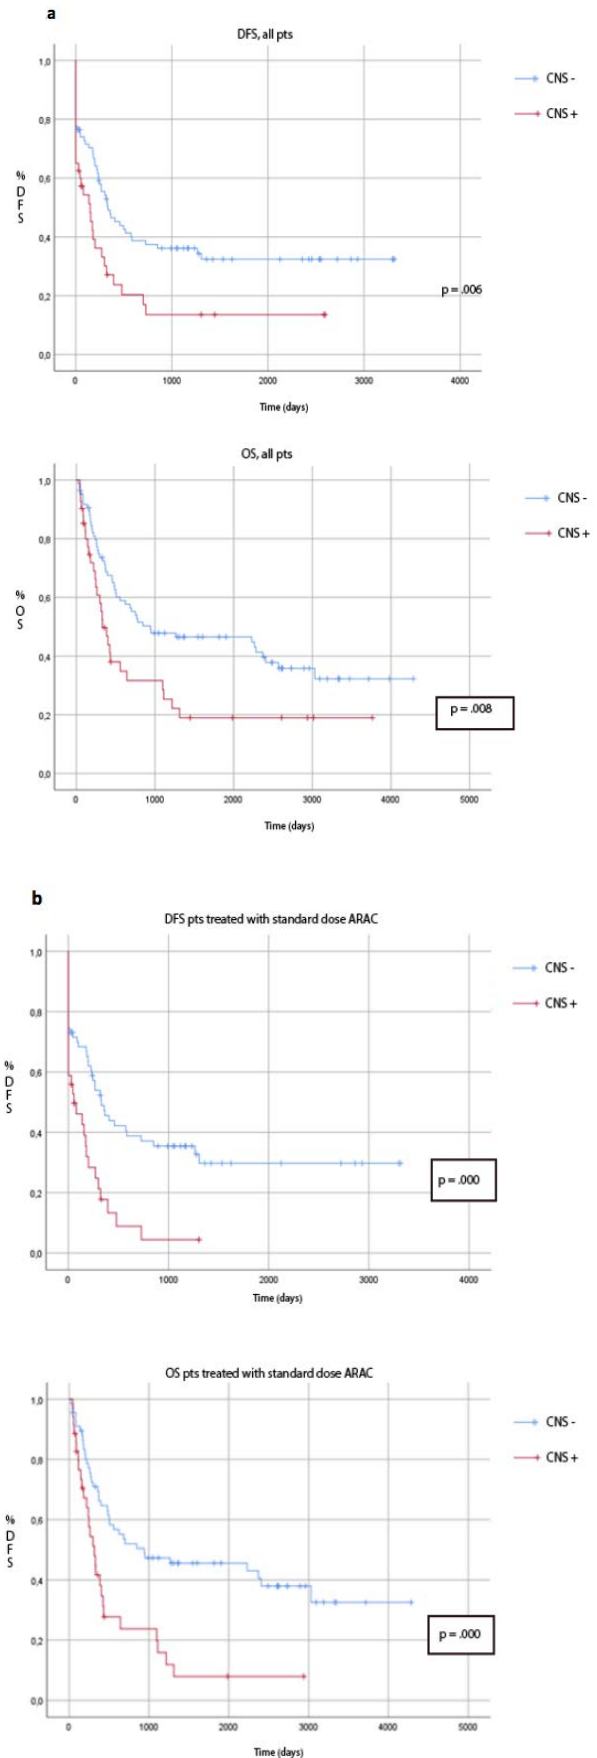 a
DFS, all pts
CNS -
CNS +
1,0
0,8
0,6
0,4
0,2
0,0
%
D
F
S
p = .006
0 1000 2000 3000 4000
Time (days)
OS, all pts
CNS -
CNS +
1,0
0,8
0,6
0,4
0,2
0,0
%
O
S
p = .008
0 1000 2000 3000 4000 5000
Time (days)
b
DFS pts treated with standard dose ARAC
CNS -
CNS +
1,0
0,8
0,6
0,4
0,2
0,0
%
D
F
S
p = .000
0 1000 2000 3000 4000
Time (days)
OS pts treated with standard dose ARAC
CNS -
CNS +
1,0
0,8
0,6
0,4
0,2
0,0
%
D
F
S
p = .000
0 1000 2000 3000 4000 5000
Time (days)